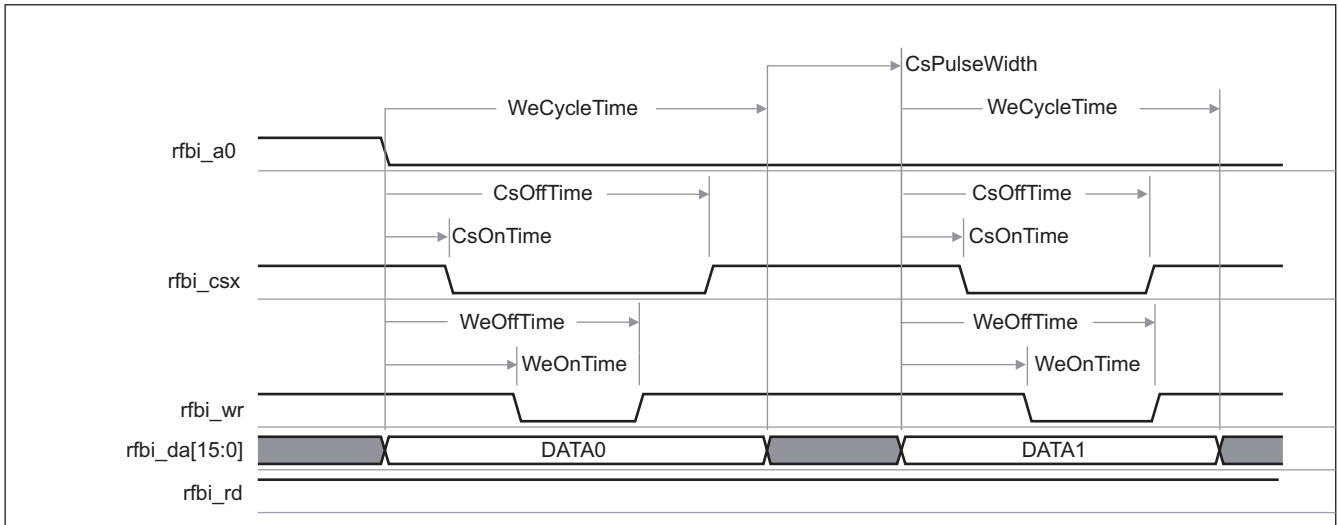 CsPulseWidth
WeCycleTime WeCycleTime
rfbi_a0
CsOffTime CsOffTime
CsOnTime CsOnTime
rfbi_csx
WeOffTime WeOffTime
WeOnTime WeOnTime
rfbi_wr
rfbi_da[15:0] DATA0 DATA1
rfbi_rd